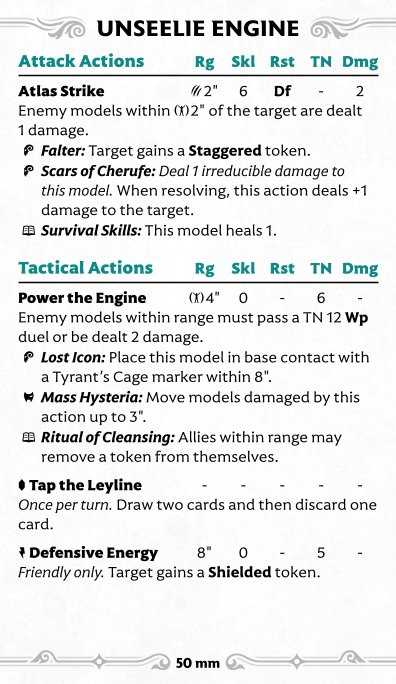 UNSEELIE ENGINE
Attack Actions Rg Skl Rst TN Dmg
Atlas Strike 2" 6 Df - 2
Enemy models within 2" of the target are dealt
1 damage.
Falter: Target gains a Staggered token.
Scars of Cherufe: Deal 1 irreducible damage to
this model. When resolving, this action deals +1
damage to the target.
Survival Skills: This model heals 1.
Tactical Actions Rg Skl Rst TN Dmg
Power the Engine 4" 0 - 6 -
Enemy models within range must pass a TN 12 Wp
duel or be dealt 2 damage.
Lost Icon: Place this model in base contact with
a Tyrant's Cage marker within 8".
Mass Hysteria: Move models damaged by this
action up to 3".
Ritual of Cleansing: Allies within range may
remove a token from themselves.
Tap the Leyline - - - - -
Once per turn. Draw two cards and then discard one
card.
Defensive Energy 8" 0 - 5 -
Friendly only. Target gains a Shielded token.
50 mm